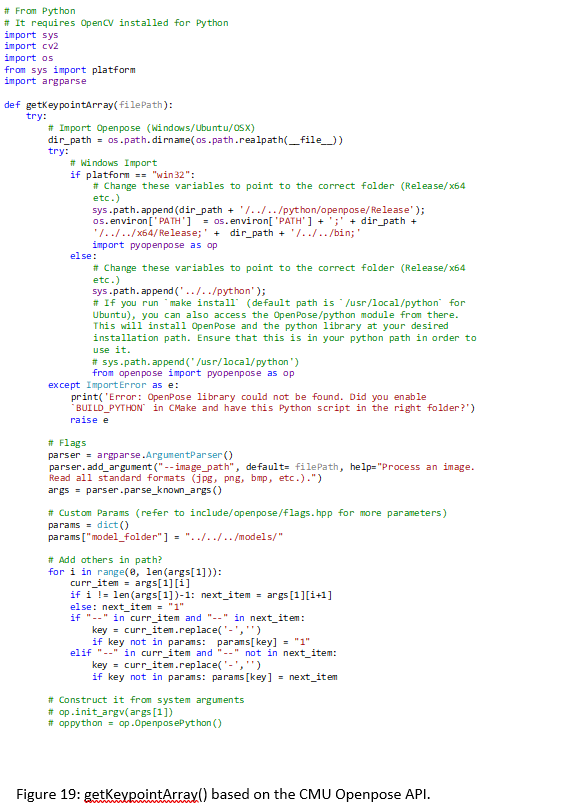 # From Python
# It requires OpenCV installed for Python
import sys
import cv2
import os
from sys import platform
import argparse
def getKeypointArray(filePath):
try:
# Import Openpose (Windows/Ubuntu/OSX)
dir_path = os.path.dirname(os.path.realpath(__file__))
try:
# Windows Import
if platform == "win32":
# Change these variables to point to the correct folder (Release/x64
etc.)
sys.path.append(dir_path + '/../../python/openpose/Release');
os.environ['PATH'] = os.environ['PATH'] + ';' + dir_path +
'/../../x64/Release;' + dir_path + '/../../bin;'
import pyopenpose as op
else:
# Change these variables to point to the correct folder (Release/x64
etc.)
sys.path.append('../../python');
# If you run `make install` (default path is `/usr/local/python` for
Ubuntu), you can also access the OpenPose/python module from there.
This will install OpenPose and the python library at your desired
installation path. Ensure that this is in your python path in order to
use it.
# sys.path.append('/usr/local/python')
from openpose import pyopenpose as op
except ImportError as e:
print('Error: OpenPose library could not be found. Did you enable
`BUILD_PYTHON` in CMake and have this Python script in the right folder?')
raise e
# Flags
parser = argparse.ArgumentParser()
parser.add_argument("--image_path", default= filePath, help="Process an image.
Read all standard formats (jpg, png, bmp, etc.).")
args = parser.parse_known_args()
# Custom Params (refer to include/openpose/flags.hpp for more parameters)
params = dict()
params["model_folder"] = "../../../models/"
# Add others in path?
for i in range(0, len(args[1])):
curr_item = args[1][i]
if i != len(args[1])-1: next_item = args[1][i+1]
else: next_item = "1"
if "--" in curr_item and "--" in next_item:
key = curr_item.replace('-','')
if key not in params:  params[key] = "1"
elif "--" in curr_item and "--" not in next_item:
key = curr_item.replace('-','')
if key not in params: params[key] = next_item
# Construct it from system arguments
# op.init_argv(args[1])
# oppython = op.OpenposePython()
Figure 19: getKeypointArray() based on the CMU Openpose API.